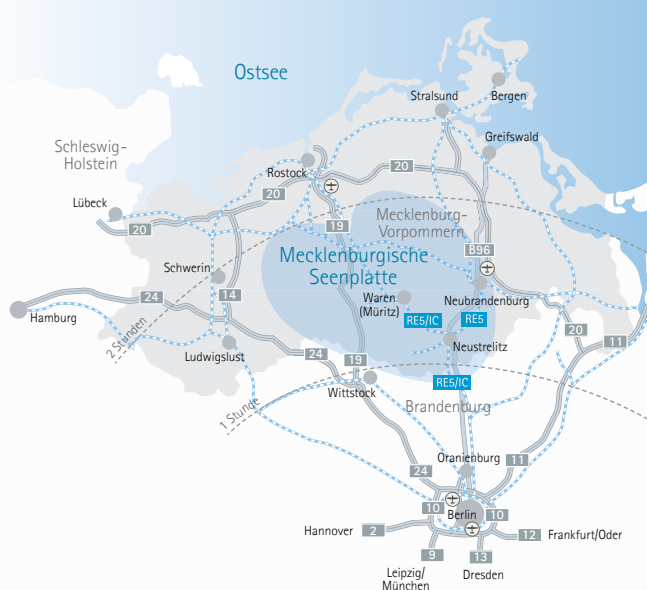 Ostsee
Stralsund
Bergen
Schleswig-
Holstein
Greifswald
Rostock
20
20
Lübeck
20
19
Mecklenburg-
Vorpommern
B96
Mecklenburgische
Seenplatte
Schwerin
24
14
Waren
(Müritz)
Neubrandenburg
Hamburg
RE5/IC
RE5
20
11
2 Stunden
Ludwigslust
24
19
Neustrelitz
Wittstock
RE5/IC
1 Stunde
Brandenburg
Oranienburg
24
11
10
Berlin
10
Hannover
2
12
Frankfurt/Oder
9
13
Leipzig/
München
Dresden